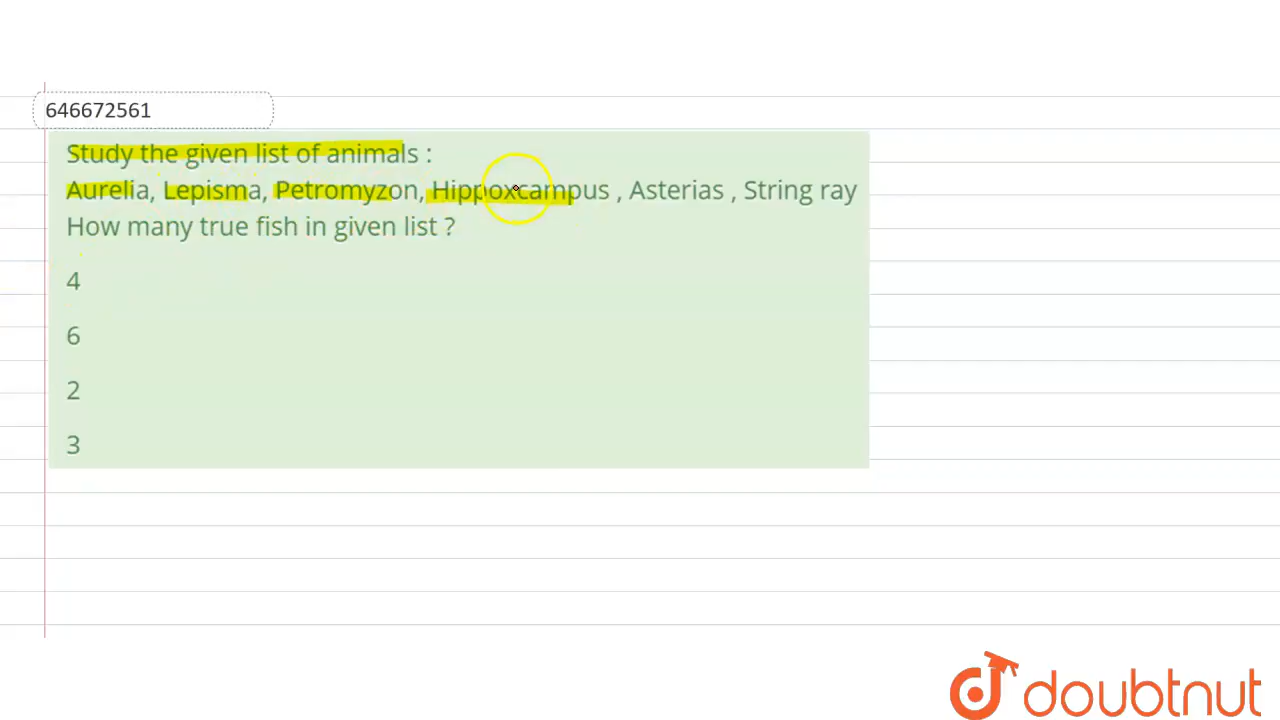 646672561
Study the given list of animals :
Aurelia, Lepisma, Petromyzon, Hippoxcampus , Asterias , String ray
How many true fish in given list ?
4
6
2
3
doubtnut